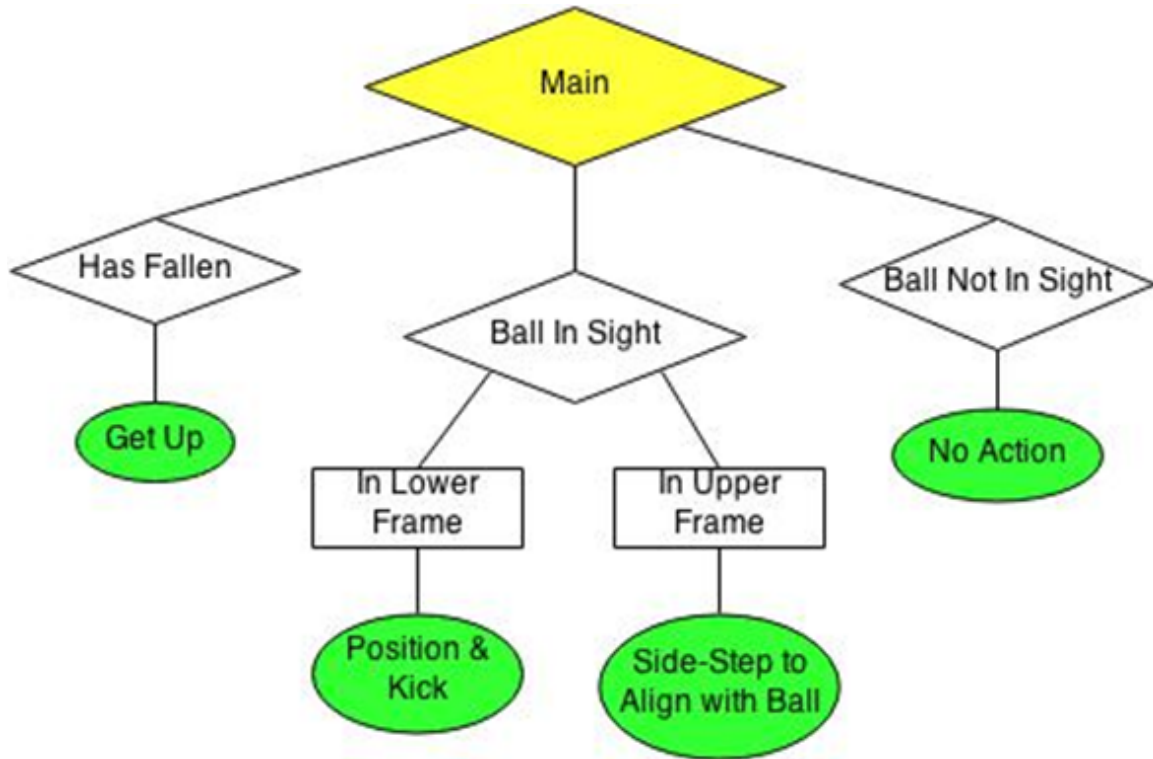 Main
Has Fallen
Ball In Sight
Ball Not In Sight
Get Up
No Action
In Lower
Frame
In Upper
Frame
Position &
Kick
Side-Step to
Align with Ball